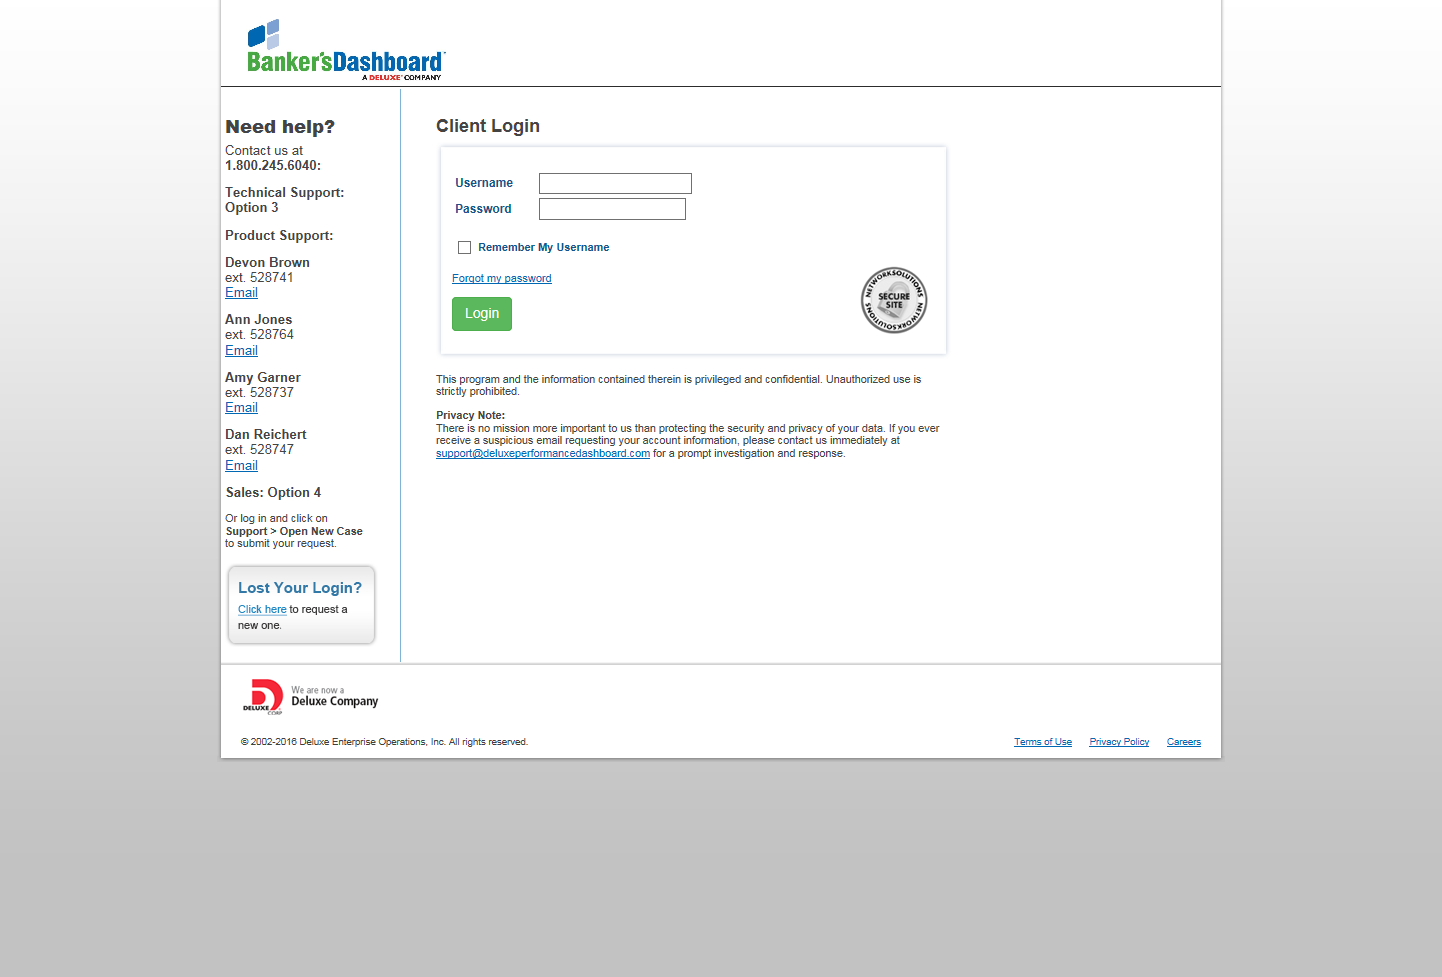 Banker'sDashboard
A DELUXE COMPANY
Need help?
Contact us at
1.800.245.6040:
Technical Support:
Option 3
Product Support:
Devon Brown
ext. 528741
Email
Ann Jones
ext. 528764
Email
Amy Garner
ext. 528737
Email
Dan Reichert
ext. 528747
Email
Sales: Option 4
Or log in and click on
Support > Open New Case
to submit your request.
Lost Your Login?
Click here to request a
new one.
Client Login
Username
Password
Remember My Username
Forgot my password
Login
NETWORKSOLUTIONS
SECURE
SITE
NETWORKSOLUTIONS
This program and the information contained therein is privileged and confidential. Unauthorized use is
strictly prohibited.
Privacy Note:
There is no mission more important to us than protecting the security and privacy of your data. If you ever
receive a suspicious email requesting your account information, please contact us immediately at
support@deluxeperformancedashboard.com for a prompt investigation and response.
DELUXE
CORP
We are now a
Deluxe Company
© 2002-2016 Deluxe Enterprise Operations, Inc. All rights reserved.
Terms of Use Privacy Policy Careers